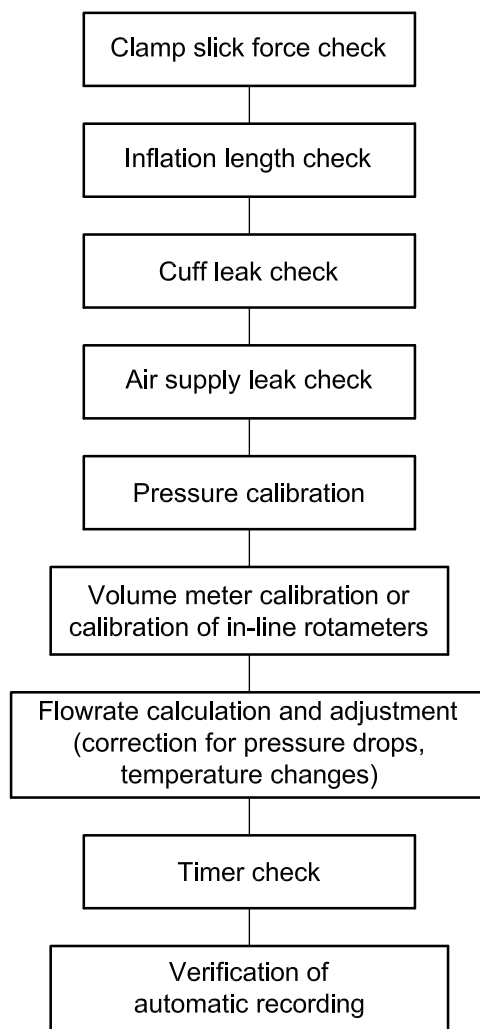 Clamp slick force check
Inflation length check
Cuff leak check
Air supply leak check
Pressure calibration
Volume meter calibration or
calibration of in-line rotameters
Flowrate calculation and adjustment
(correction for pressure drops,
temperature changes)
Timer check
Verification of
automatic recording